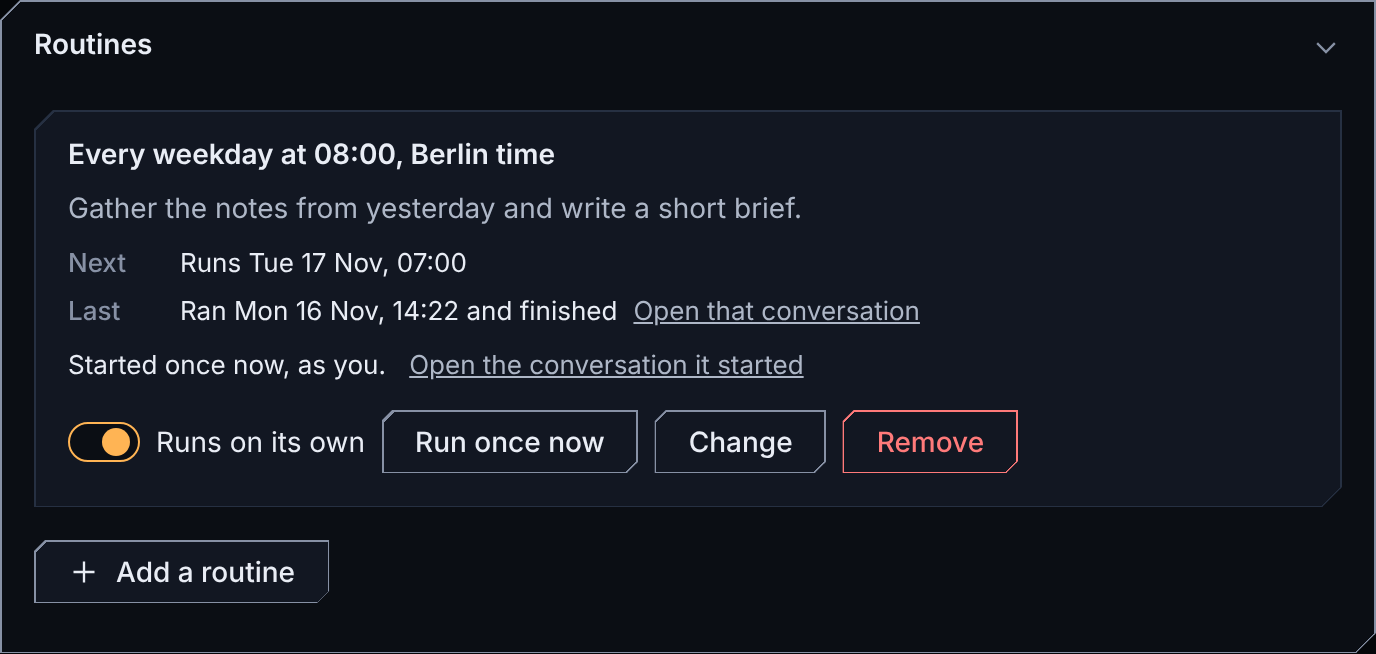 Routines
Every weekday at 08:00, Berlin time
Gather the notes from yesterday and write a short brief.
Next Runs Tue 17 Nov, 07:00
Last Ran Mon 16 Nov, 14:22 and finished Open that conversation
Started once now, as you. Open the conversation it started
Runs on its own Run once now Change Remove
+ Add a routine